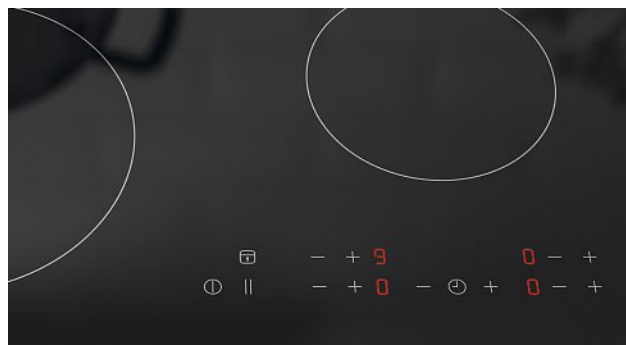 − + 9 0 − +
− + 0 − + 0 − +